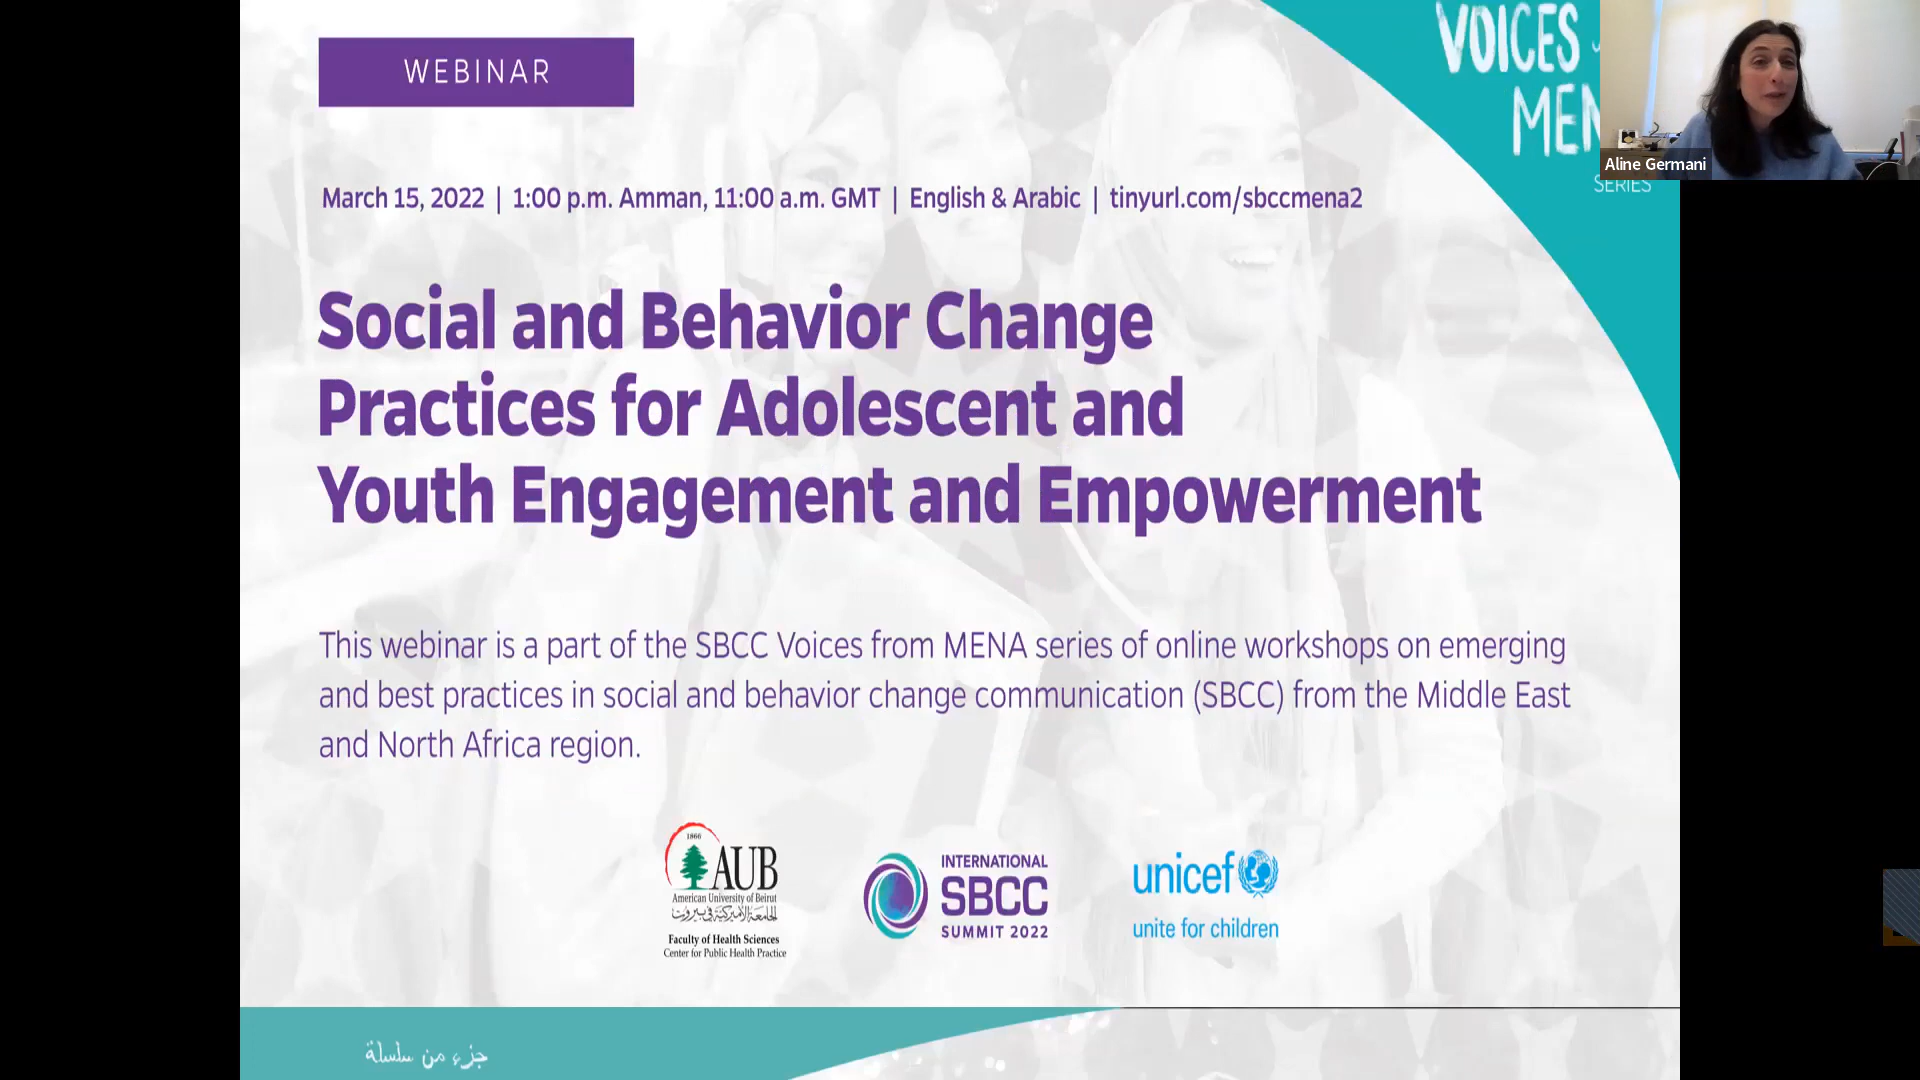 WEBINAR
VOICES
MEN
SERIES
Aline Germani
March 15, 2022 | 1:00 p.m. Amman, 11:00 a.m. GMT | English & Arabic | tinyurl.com/sbccmena2
Social and Behavior Change
Practices for Adolescent and
Youth Engagement and Empowerment
This webinar is a part of the SBCC Voices from MENA series of online workshops on emerging
and best practices in social and behavior change communication (SBCC) from the Middle East
and North Africa region.
1866
AUB
American University of Beirut
الجامعة الأميركية في بيروت
Faculty of Health Sciences
Center for Public Health Practice
INTERNATIONAL
SBCC
SUMMIT 2022
unicef
unite for children
جزء من سلسلة